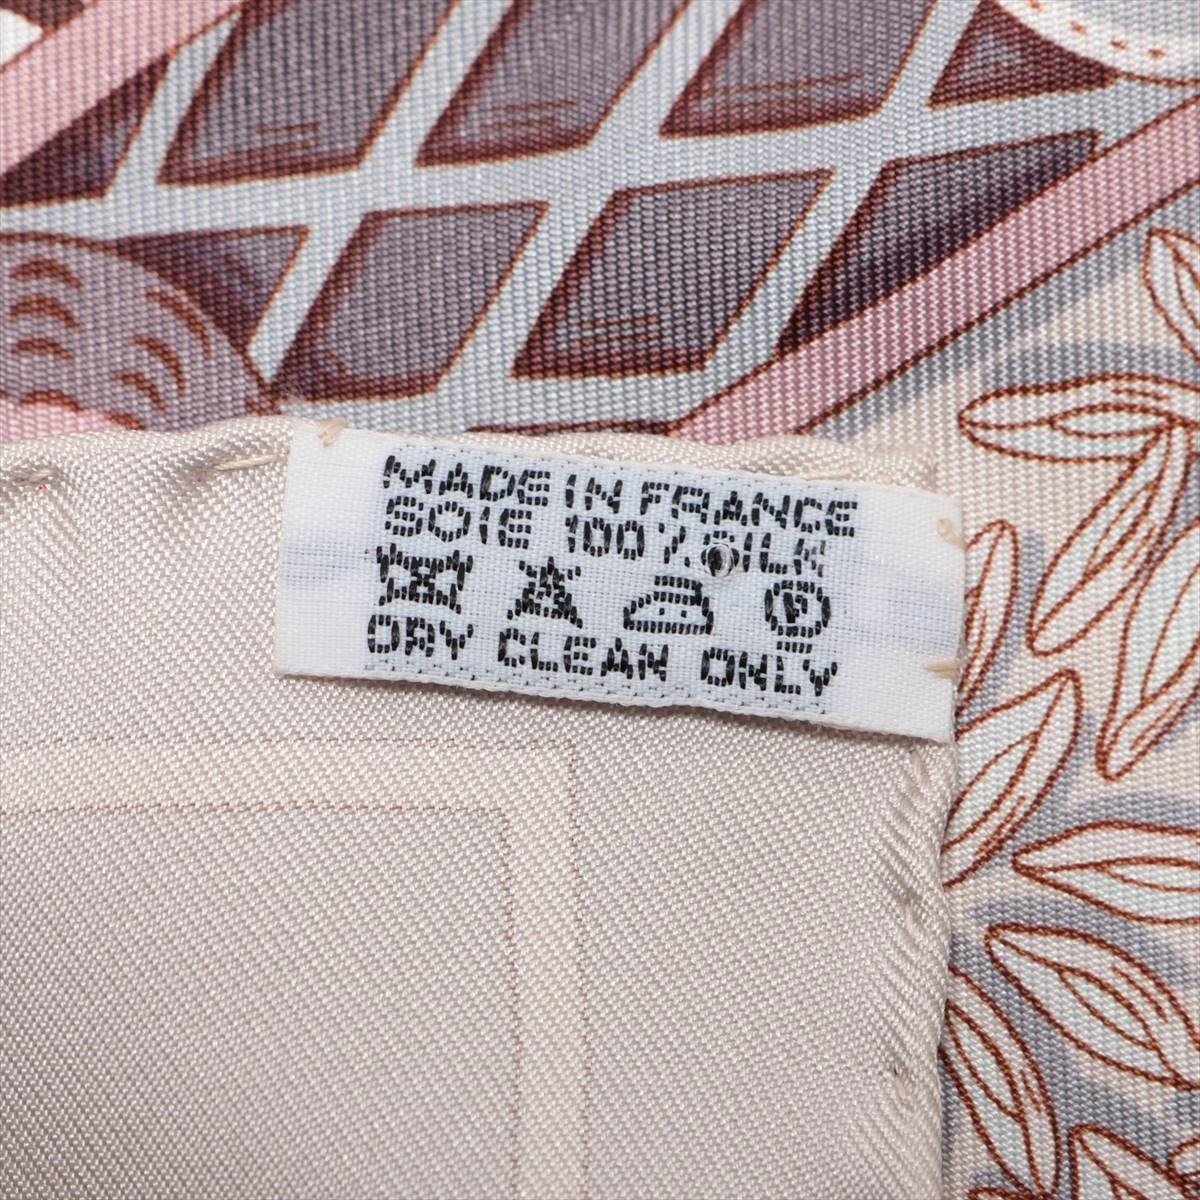 MADE IN FRANCE
SOIE 100% SILK
P
DRY CLEAN ONLY